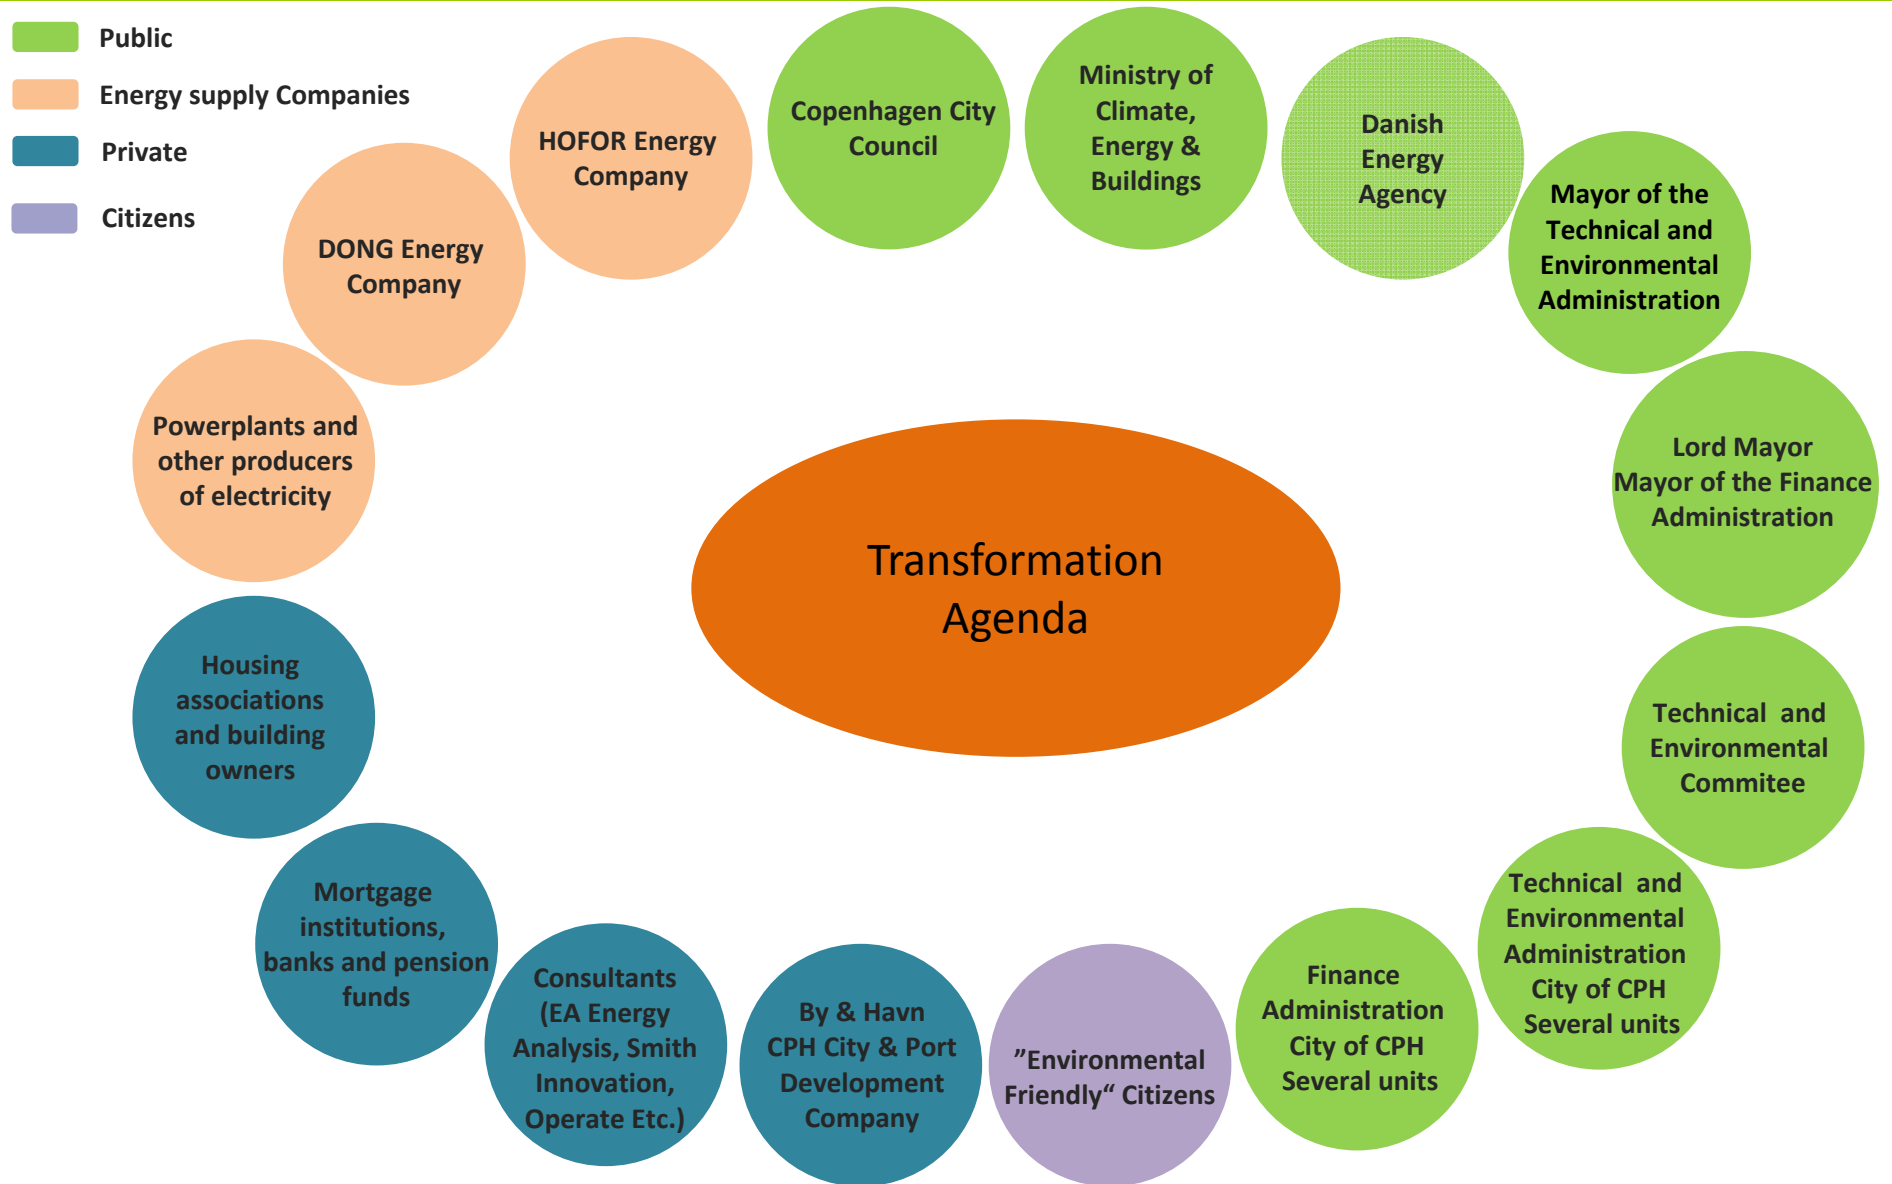 Public
Energy supply Companies
Private
Citizens
Copenhagen City
Council
Ministry of
Climate,
Energy &
Buildings
Danish
Energy
Agency
Mayor of the
Technical and
Environmental
Administration
Lord Mayor
Mayor of the Finance
Administration
Technical  and
Environmental
Commitee
Technical  and
Environmental
Administration
City of CPH
Several units
Finance
Administration
City of CPH
Several units
”Environmental
Friendly“ Citizens
By & Havn
CPH City & Port
Development
Company
Consultants
(EA Energy
Analysis, Smith
Innovation,
Operate Etc.)
Mortgage
institutions,
banks and pension
funds
Housing
associations
and building
owners
Powerplants and
other producers
of electricity
DONG Energy
Company
HOFOR Energy
Company
Transformation
Agenda